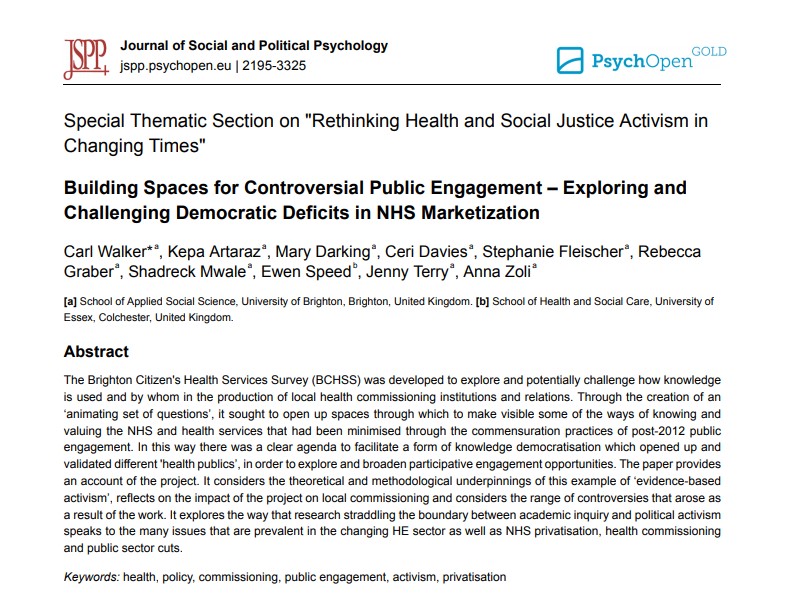 JSPP
Journal of Social and Political Psychology
jspp.psychopen.eu | 2195-3325
PsychOpen GOLD
Special Thematic Section on "Rethinking Health and Social Justice Activism in
Changing Times"
Building Spaces for Controversial Public Engagement – Exploring and
Challenging Democratic Deficits in NHS Marketization
Carl Walker*a, Kepa Artaraz a, Mary Darking a, Ceri Davies a, Stephanie Fleischer a, Rebecca
Graber a, Shadreck Mwale a, Ewen Speed b, Jenny Terry a, Anna Zoli a
[a] School of Applied Social Science, University of Brighton, Brighton, United Kingdom. [b] School of Health and Social Care, University of
Essex, Colchester, United Kingdom.
Abstract
The Brighton Citizen's Health Services Survey (BCHSS) was developed to explore and potentially challenge how knowledge
is used and by whom in the production of local health commissioning institutions and relations. Through the creation of an
‘animating set of questions’, it sought to open up spaces through which to make visible some of the ways of knowing and
valuing the NHS and health services that had been minimised through the commensuration practices of post-2012 public
engagement. In this way there was a clear agenda to facilitate a form of knowledge democratisation which opened up and
validated different 'health publics', in order to explore and broaden participative engagement opportunities. The paper provides
an account of the project. It considers the theoretical and methodological underpinnings of this example of ‘evidence-based
activism’, reflects on the impact of the project on local commissioning and considers the range of controversies that arose as
a result of the work. It explores the way that research straddling the boundary between academic inquiry and political activism
speaks to the many issues that are prevalent in the changing HE sector as well as NHS privatisation, health commissioning
and public sector cuts.
Keywords: health, policy, commissioning, public engagement, activism, privatisation